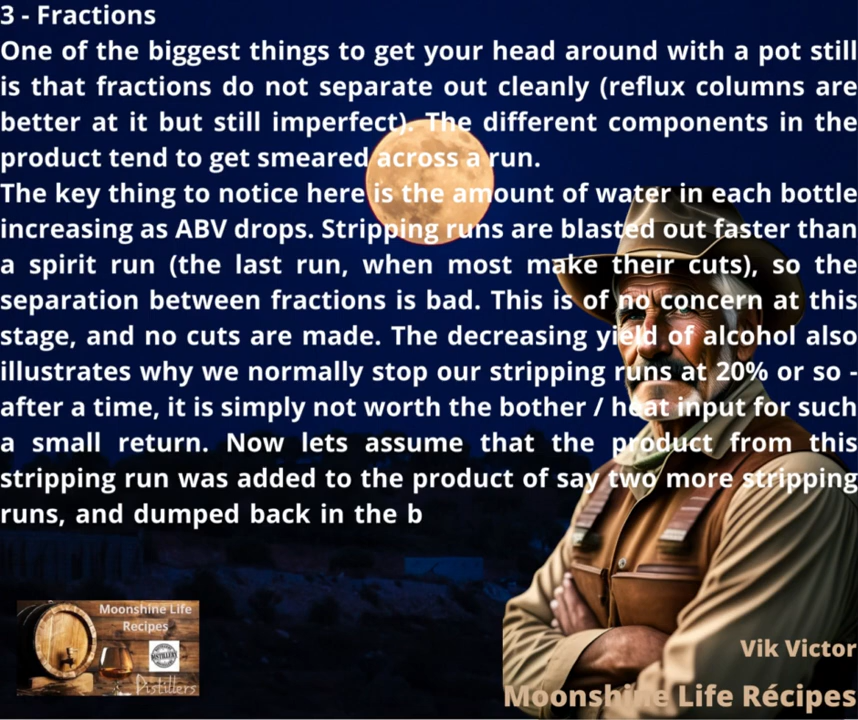 3 - Fractions
One of the biggest things to get your head around with a pot still
is that fractions do not separate out cleanly (reflux columns are
better at it but still imperfect). The different components in the
product tend to get smeared across a run.
The key thing to notice here is the amount of water in each bottle
increasing as ABV drops. Stripping runs are blasted out faster than
a spirit run (the last run, when most make their cuts), so the
separation between fractions is bad. This is of no concern at this
stage, and no cuts are made. The decreasing yield of alcohol also
illustrates why we normally stop our stripping runs at 20% or so -
after a time, it is simply not worth the bother / heat input for such
a small return. Now lets assume that the product from this
stripping run was added to the product of say two more stripping
runs, and dumped back in the b
Moonshine Life
Recipes
DISTILLERS
Distillers
Vik Victor
Moonshine Life Récipes